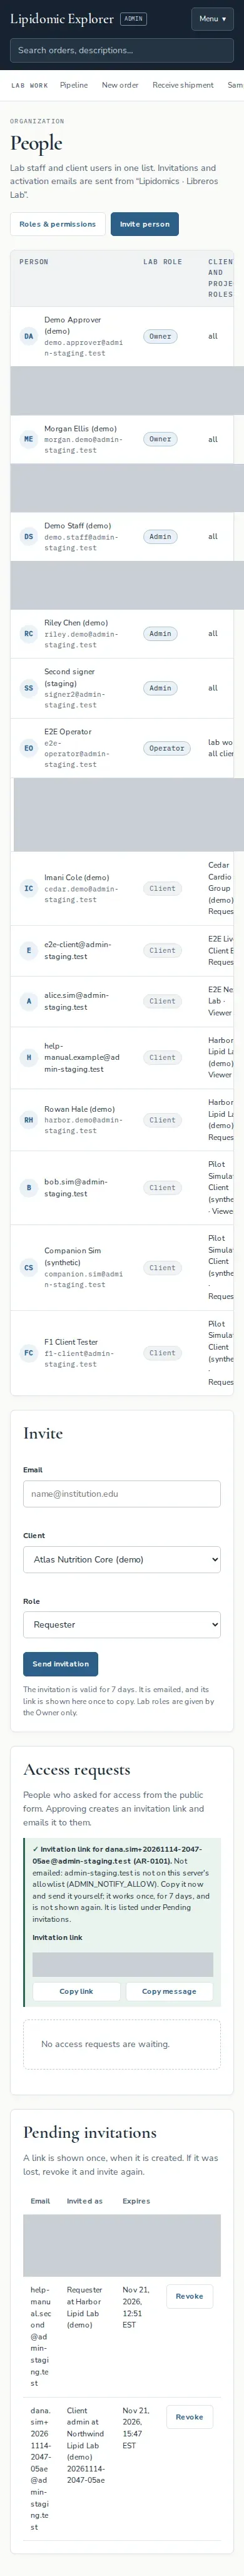 Lipidomic Explorer ADMIN Menu ▾
Search orders, descriptions…
LAB WORK Pipeline New order Receive shipment Sam
ORGANIZATION
People
Lab staff and client users in one list. Invitations and
activation emails are sent from “Lipidomics · Libreros
Lab”.
Roles & permissions Invite person
PERSON LAB ROLE
AND
ROLES
Demo Approver
(demo)
DA Owner all
demo.approver@admi
n-staging.test
Morgan Ellis (demo)
ME morgan.demo@admin- Owner all
staging.test
Demo Staff (demo)
DS demo.staff@admin- Admin all
staging.test
Riley Chen (demo)
RC riley.demo@admin- Admin all
staging.test
Second signer
(staging)
SS Admin all
signer2@admin-
staging.test
E2E Operator
EO e2e- Operator lab wo
operator@admin- all clie
staging.test
Imani Cole (demo)
IC cedar.demo@admin- Client
staging.test
Cedar
Cardio
Group
(demo)
Reques
E e2e-client@admin-
staging.test
Client
E2E Liv
Client E
Reques
A alice.sim@admin-
staging.test
Client
E2E Ne
Lab ·
Viewer
H help-
manual.example@ad
min-staging.test
Client
Harbor
Lipid La
(demo)
Viewer
RH Rowan Hale (demo)
harbor.demo@admin-
staging.test
Client
Harbor
Lipid La
(demo)
Reques
B bob.sim@admin-
staging.test
Client
Pilot
Simula
Client
(synthe
· Viewe
CS Companion Sim
(synthetic)
companion.sim@admi
n-staging.test
Client
Pilot
Simula
Client
(synthe
·
Reques
FC F1 Client Tester
f1-client@admin-
staging.test
Client
Pilot
Simula
Client
(synthe
·
Reques
Invite
Email
name@institution.edu
Client
Atlas Nutrition Core (demo)
Role
Requester
Send invitation
The invitation is valid for 7 days. It is emailed, and its
link is shown here once to copy. Lab roles are given by
the Owner only.
Access requests
People who asked for access from the public
form. Approving creates an invitation link and
emails it to them.
✓ Invitation link for dana.sim+20261114-2047-
05ae@admin-staging.test (AR-0101). Not
emailed: admin-staging.test is not on this server's
allowlist (ADMIN_NOTIFY_ALLOW). Copy it now
and send it yourself; it works once, for 7 days, and
is not shown again. It is listed under Pending
invitations.
Invitation link
Copy link Copy message
No access requests are waiting.
Pending invitations
A link is shown once, when it is created. If it was
lost, revoke it and invite again.
Email Invited as Expires
help-
manu
al.sec
ond
@ad
min-
stagi
ng.te
st
Requester
at Harbor
Lipid Lab
(demo)
Nov 21,
2026,
12:51
EST
Revoke
dana.
sim+
2026
1114-
2047-
05ae
@ad
min-
stagi
ng.te
st
Client
admin at
Northwind
Lipid Lab
(demo)
20261114-
2047-05ae
Nov 21,
2026,
15:47
EST
Revoke